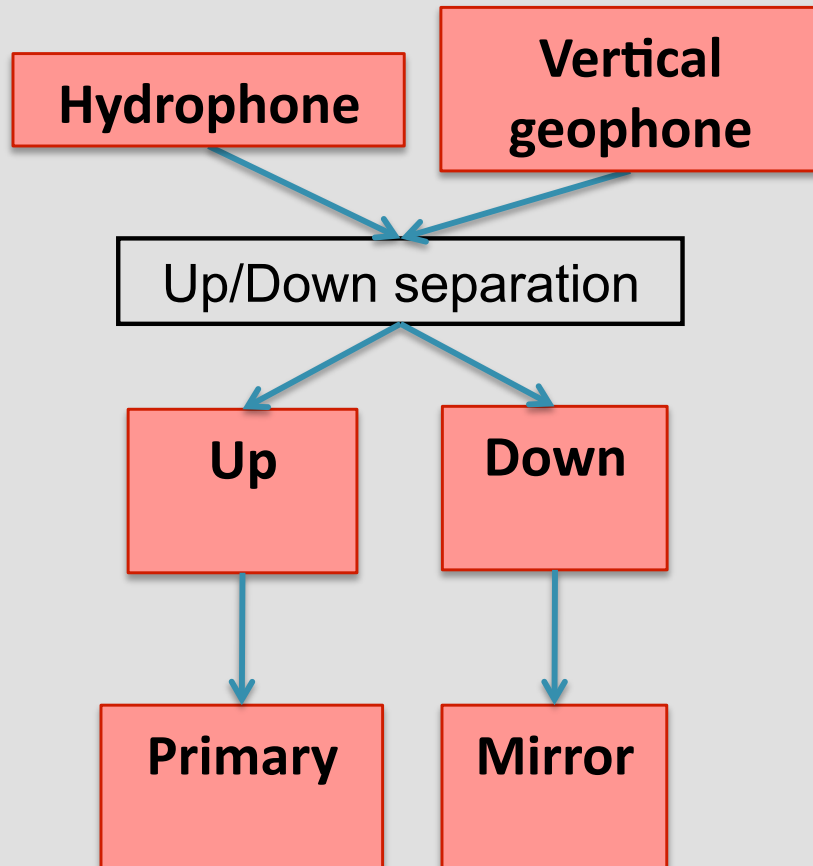 Hydrophone
Vertical
geophone
Up/Down separation
Up
Down
Primary
Mirror